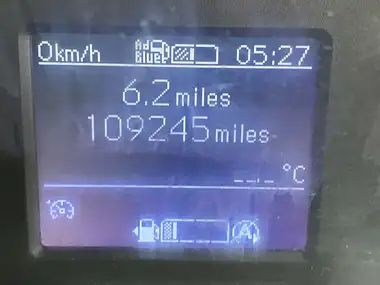 0km/h AdBlue 05:27
6.2 miles
109245 miles
--.- °C
A